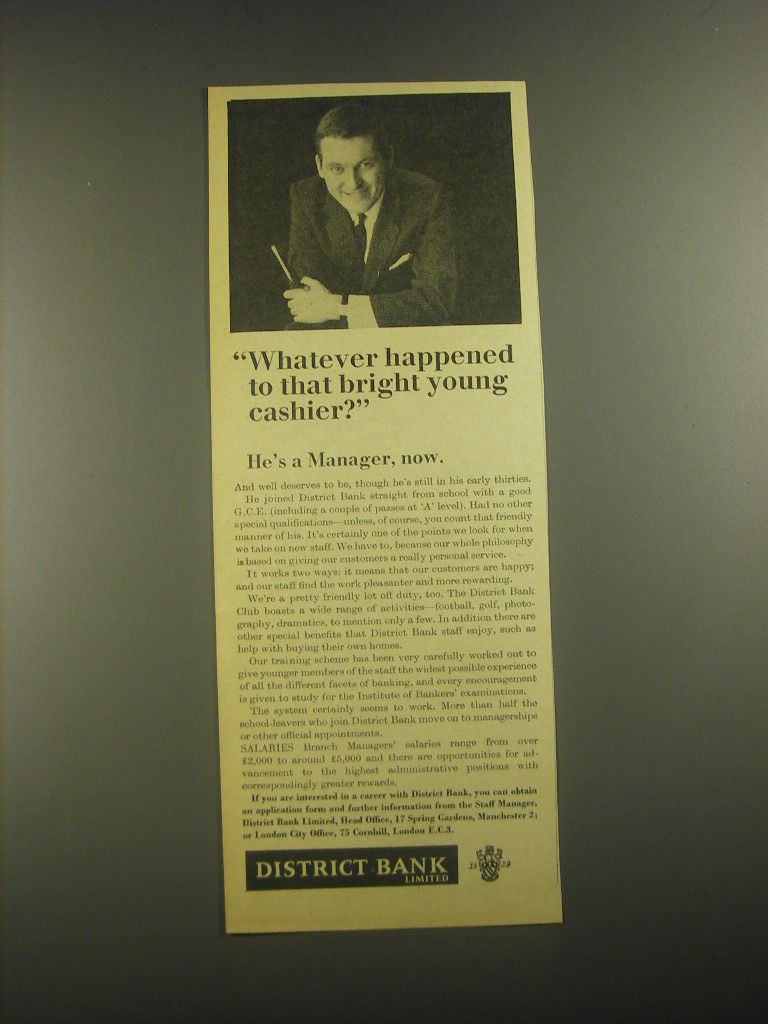 “Whatever happened
to that bright young
cashier?”
He's a Manager, now.
And well deserves to be, though he's still in his early thirties.
He joined District Bank straight from school with a good
G.C.E. (including a couple of passes at ‘A’ level). Had no other
special qualifications—unless, of course, you count that friendly
manner of his. It's certainly one of the points we look for when
we take on new staff. We have to, because our whole philosophy
is based on giving our customers a really personal service.
It works two ways: it means that our customers are happy;
and our staff find the work pleasanter and more rewarding.
We're a pretty friendly lot off duty, too. The District Bank
Club boasts a wide range of activities—football, golf, photo-
graphy, dramatics, to mention only a few. In addition there are
other special benefits that District Bank staff enjoy, such as
help with buying their own homes.
Our training scheme has been very carefully worked out to
give younger members of the staff the widest possible experience
of all the different facets of banking, and every encouragement
is given to study for the Institute of Bankers' examinations.
The system certainly seems to work. More than half the
school-leavers who join District Bank move on to managerships
or other official appointments.
SALARIES Branch Managers' salaries range from over
£2,000 to around £5,000 and there are opportunities for ad-
vancement to the highest administrative positions with
correspondingly greater rewards.
If you are interested in a career with District Bank, you can obtain
an application form and further information from the Staff Manager,
District Bank Limited, Head Office, 17 Spring Gardens, Manchester 2;
or London City Office, 75 Cornhill, London E.C.3.
DISTRICT BANK
LIMITED
18 29